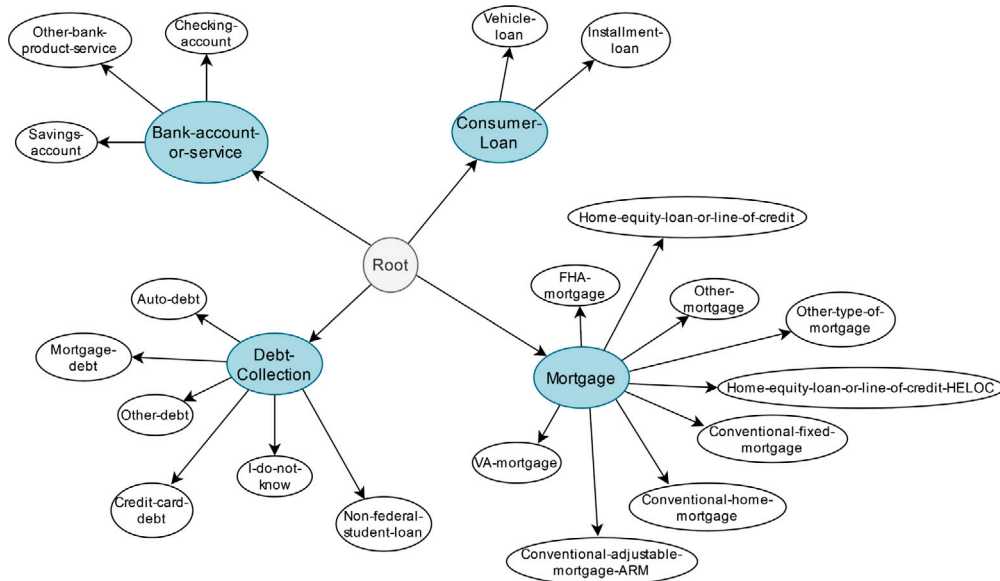 Other-bank-
product-service
Checking-
account
Savings-
account
Bank-account-
or-service
Vehicle-
loan
Installment-
loan
Consumer-
Loan
Root
Home-equity-loan-or-line-of-credit
FHA-
mortgage
Other-
mortgage
Other-type-of-
mortgage
Mortgage
Home-equity-loan-or-line-of-credit-HELOC
Conventional-fixed-
mortgage
VA-mortgage
Conventional-home-
mortgage
Conventional-adjustable-
mortgage-ARM
Auto-debt
Mortgage-
debt
Debt-
Collection
Other-debt
I-do-not-
know
Credit-card-
debt
Non-federal-
student-loan